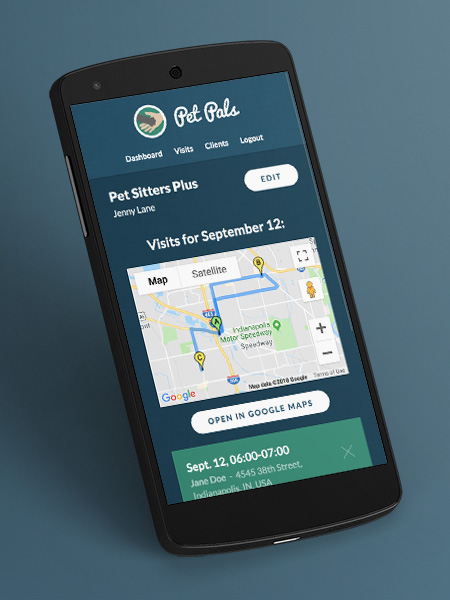 Pet Pals
Dashboard Visits Clients Logout
Pet Sitters Plus
Jenny Lane
EDIT
Visits for September 12:
Map Satellite
B
A
Indianapolis
Motor Speedway
Speedway
C
+
−
Google
Map data ©2018 Google Terms of Use
OPEN IN GOOGLE MAPS
Sept. 12, 06:00-07:00
Jane Doe - 4545 38th Street,
Indianapolis, IN, USA